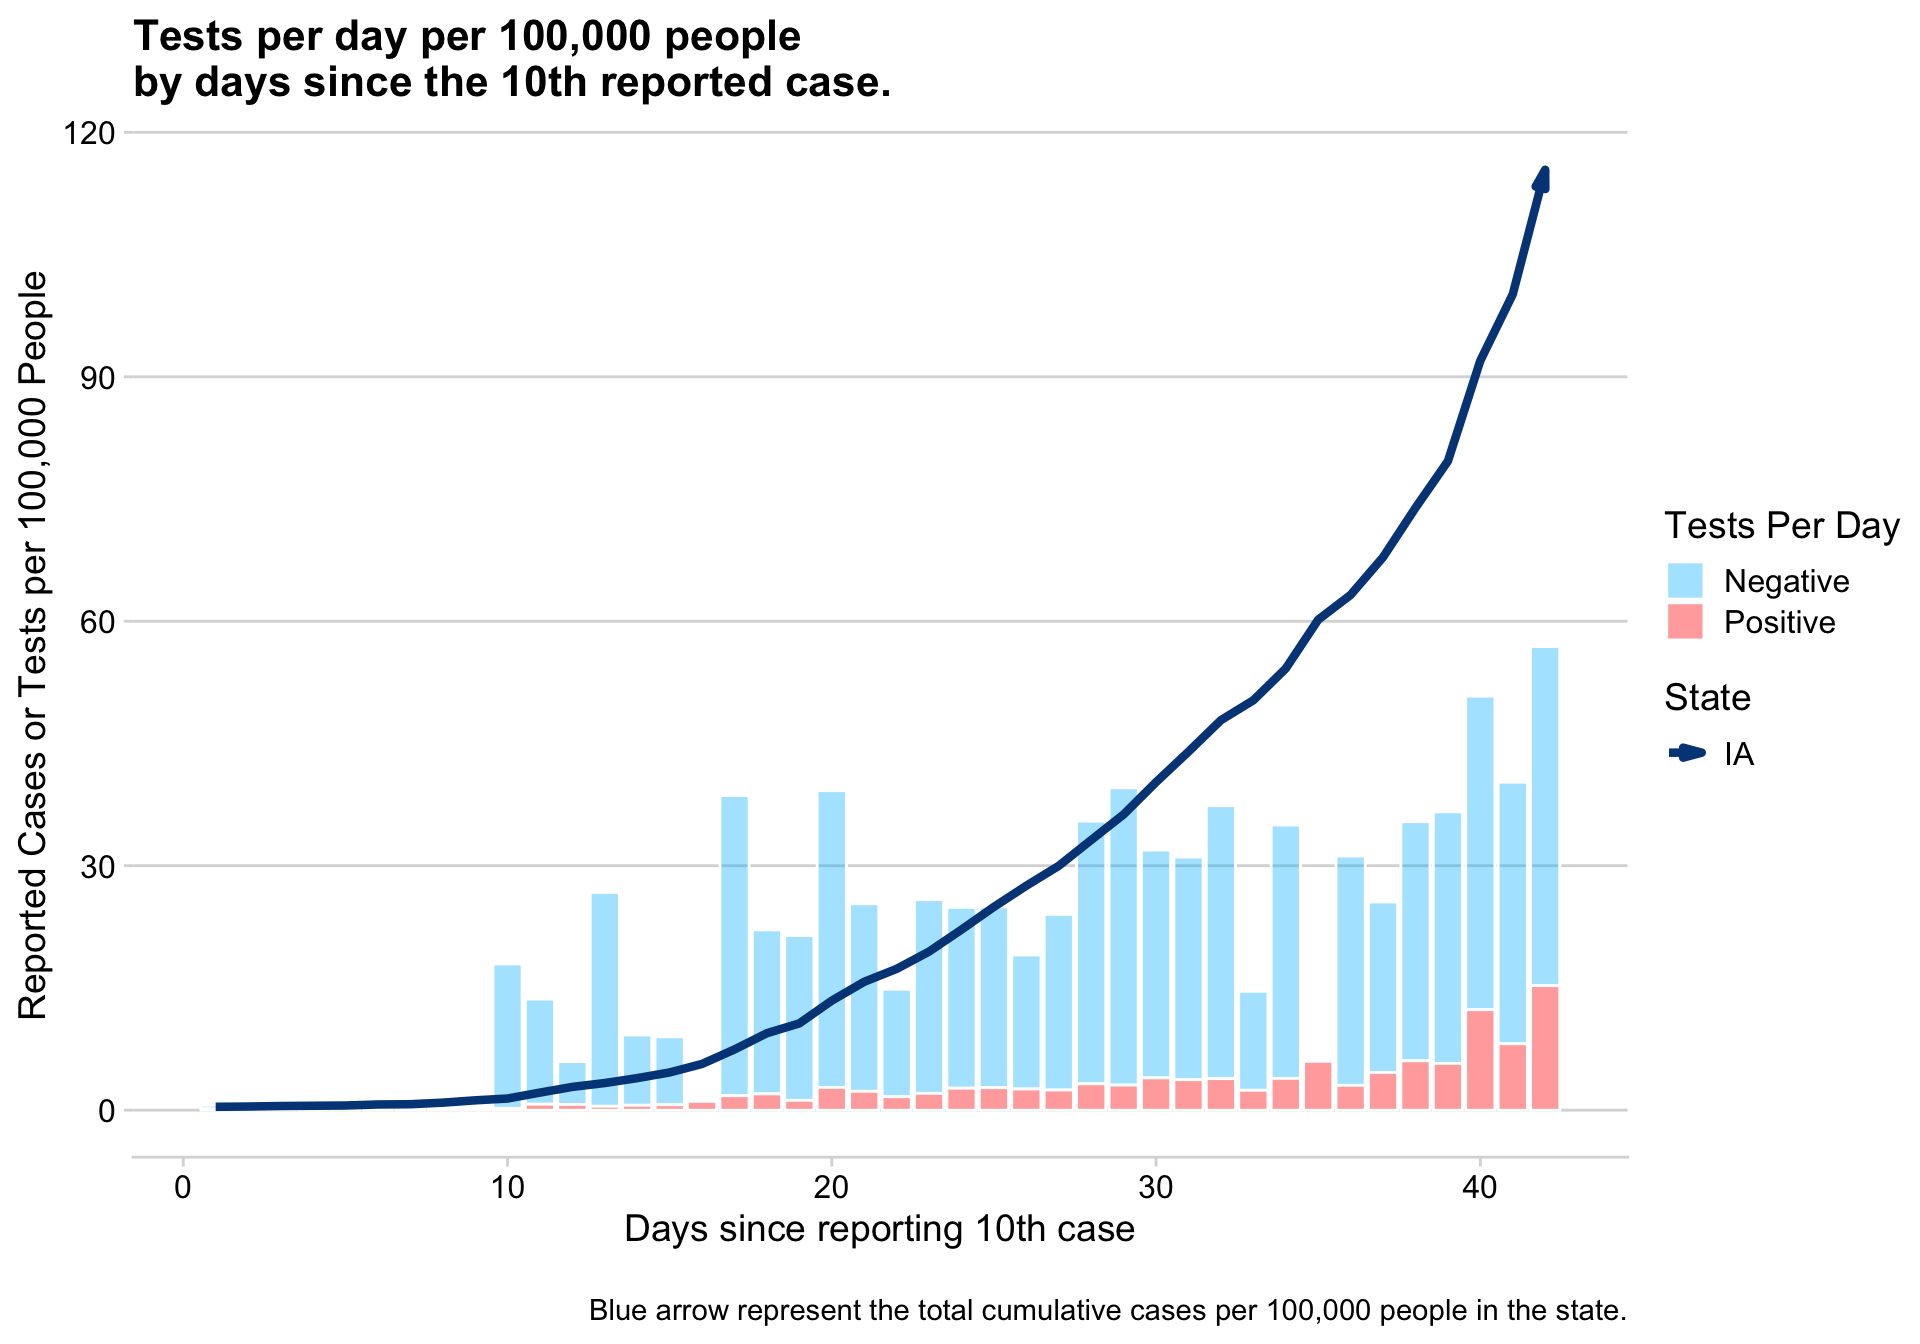 Tests per day per 100,000 people
by days since the 10th reported case.
Reported Cases or Tests per 100,000 People
120
90
60
30
0
0
10
20
30
40
Days since reporting 10th case
Tests Per Day
Negative
Positive
State
IA
Blue arrow represent the total cumulative cases per 100,000 people in the state.